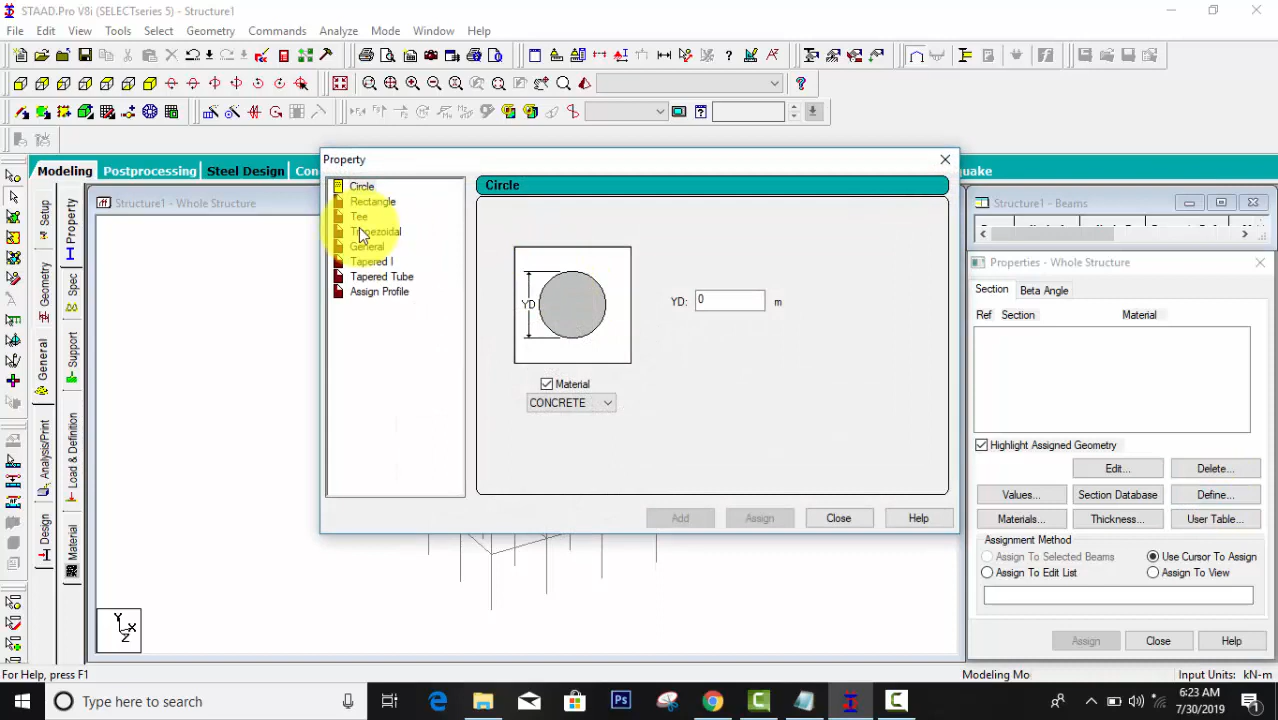 STAAD.Pro V8i (SELECTseries 5) - Structure1
File Edit View Tools Select Geometry Commands Analyze Mode Window Help
Modeling Postprocessing Steel Design
Structure1 - Whole Structure
Setup
Geometry
General
Analysis/Print
Design
Property
Spec
Support
Load & Definition
Material
Property
Circle
Rectangle
Tee
Trapezoidal
General
Tapered I
Tapered Tube
Assign Profile
Circle
YD
YD: 0 m
Material
CONCRETE
Add Assign Close Help
Structure1 - Beams
Properties - Whole Structure
Section Beta Angle
Ref Section Material
Highlight Assigned Geometry
Edit... Delete...
Values... Section Database Define...
Materials... Thickness... User Table...
Assignment Method
Assign To Selected Beams Use Cursor To Assign
Assign To Edit List Assign To View
Assign Close Help
Y
X
Z
For Help, press F1
Modeling Mo
Input Units: kN-m
Type here to search
Ps
6:23 AM
7/30/2019